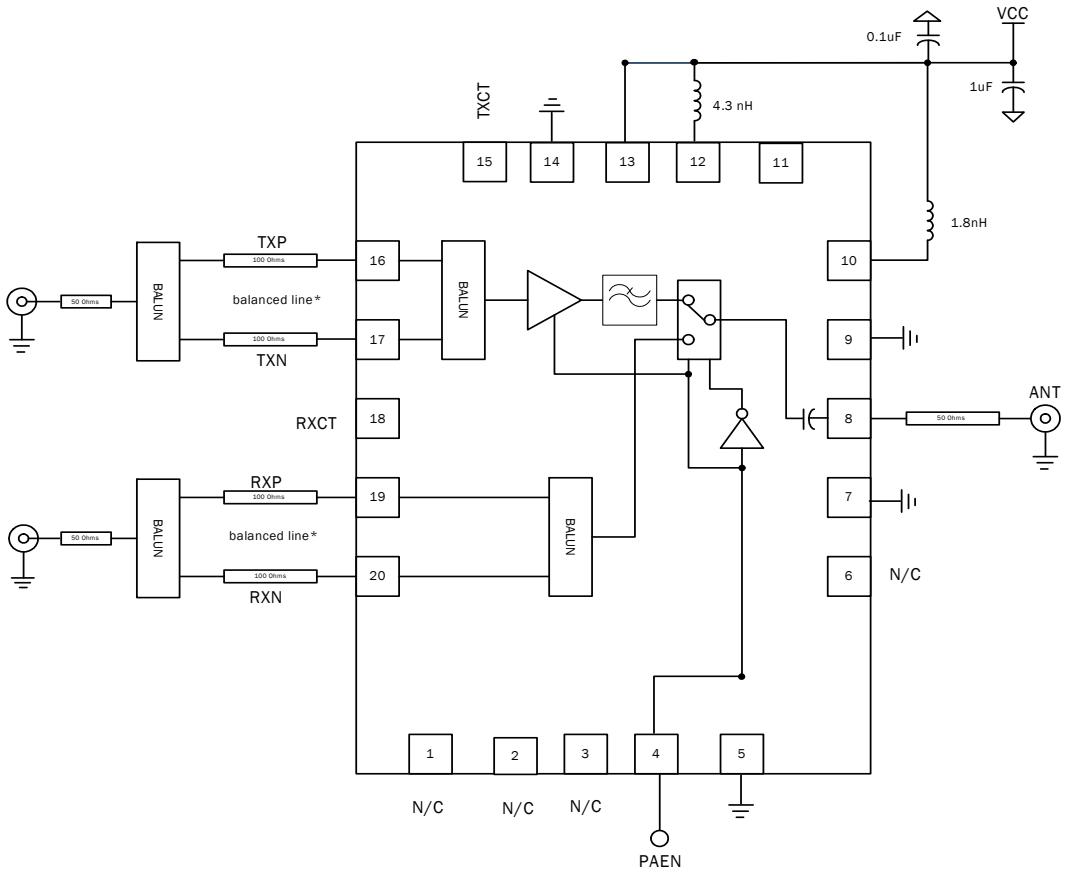 VCC
0.1uF
1uF
TXCT
4.3 nH
15
14
13
12
11
1.8nH
TXP
100 Ohms
16
10
BALUN
50 Ohms
balanced line*
BALUN
100 Ohms
17
9
TXN
ANT
RXCT
18
8
50 Ohms
RXP
100 Ohms
19
7
BALUN
50 Ohms
balanced line*
BALUN
100 Ohms
20
6
N/C
RXN
1
2
3
4
5
N/C
N/C
N/C
PAEN